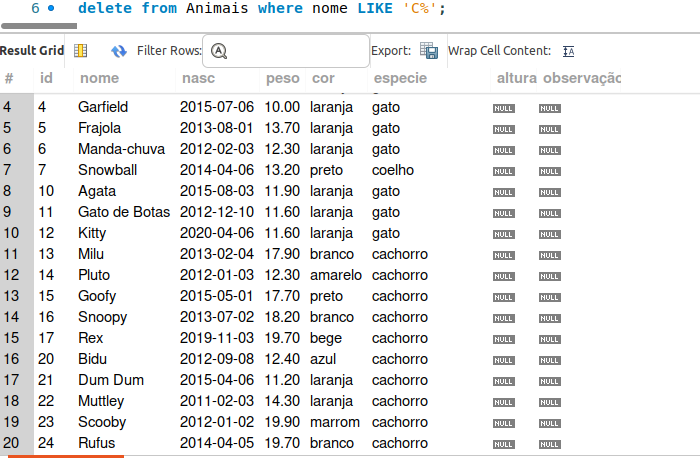 6 delete from Animais where nome LIKE 'C%';
Result Grid Filter Rows: Export: Wrap Cell Content:
# id nome nasc peso cor especie altura observação
4 4 Garfield 2015-07-06 10.00 laranja gato NULL NULL
5 5 Frajola 2013-08-01 13.70 laranja gato NULL NULL
6 6 Manda-chuva 2012-02-03 12.30 laranja gato NULL NULL
7 7 Snowball 2014-04-06 13.20 preto coelho NULL NULL
8 10 Agata 2015-08-03 11.90 laranja gato NULL NULL
9 11 Gato de Botas 2012-12-10 11.60 laranja gato NULL NULL
10 12 Kitty 2020-04-06 11.60 laranja gato NULL NULL
11 13 Milu 2013-02-04 17.90 branco cachorro NULL NULL
12 14 Pluto 2012-01-03 12.30 amarelo cachorro NULL NULL
13 15 Goofy 2015-05-01 17.70 preto cachorro NULL NULL
14 16 Snoopy 2013-07-02 18.20 branco cachorro NULL NULL
15 17 Rex 2019-11-03 19.70 bege cachorro NULL NULL
16 20 Bidu 2012-09-08 12.40 azul cachorro NULL NULL
17 21 Dum Dum 2015-04-06 11.20 laranja cachorro NULL NULL
18 22 Muttley 2011-02-03 14.30 laranja cachorro NULL NULL
19 23 Scooby 2012-01-02 19.90 marrom cachorro NULL NULL
20 24 Rufus 2014-04-05 19.70 branco cachorro NULL NULL